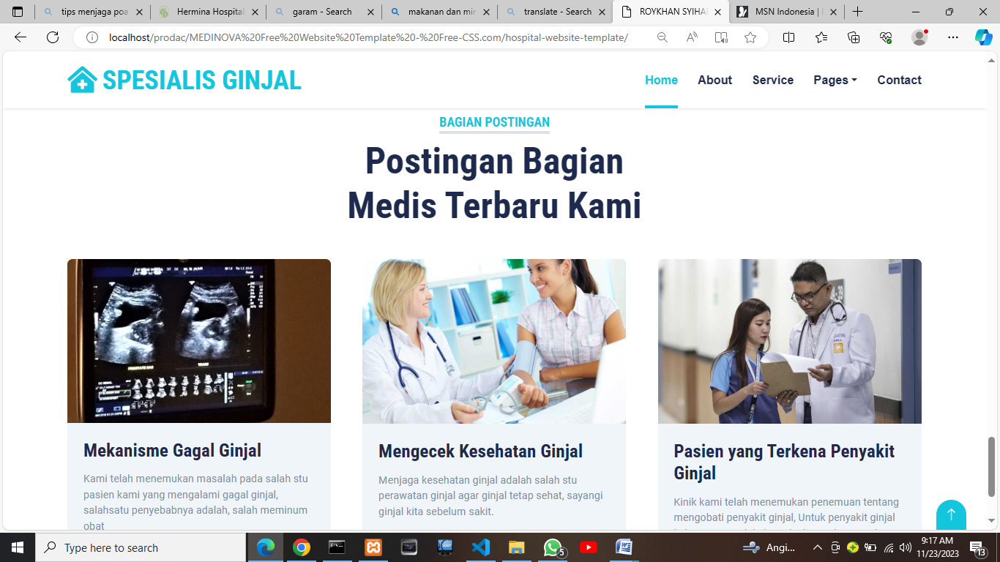 tips menjaga poa
Hermina Hospital
garam - Search
makanan dan min
translate - Search
ROYKHAN SYIHA
MSN Indonesia |
localhost/prodac/MEDINOVA%20Free%20Website%20Template%20-%20Free-CSS.com/hospital-website-template/
SPESIALIS GINJAL
Home About Service Pages Contact
BAGIAN POSTINGAN
Postingan Bagian
Medis Terbaru Kami
Mekanisme Gagal Ginjal
Kami telah menemukan masalah pada salah stu
pasien kami yang mengalami gagal ginjal,
salahsatu penyebabnya adalah, salah meminum
obat
Mengecek Kesehatan Ginjal
Menjaga kesehatan ginjal adalah salah stu
perawatan ginjal agar ginjal tetap sehat, sayangi
ginjal kita sebelum sakit.
Pasien yang Terkena Penyakit
Ginjal
Kinik kami telah menemukan penemuan tentang
mengobati penyakit ginjal, Untuk penyakit ginjal
Type here to search
5
Angi...
9:17 AM
11/23/2023
13